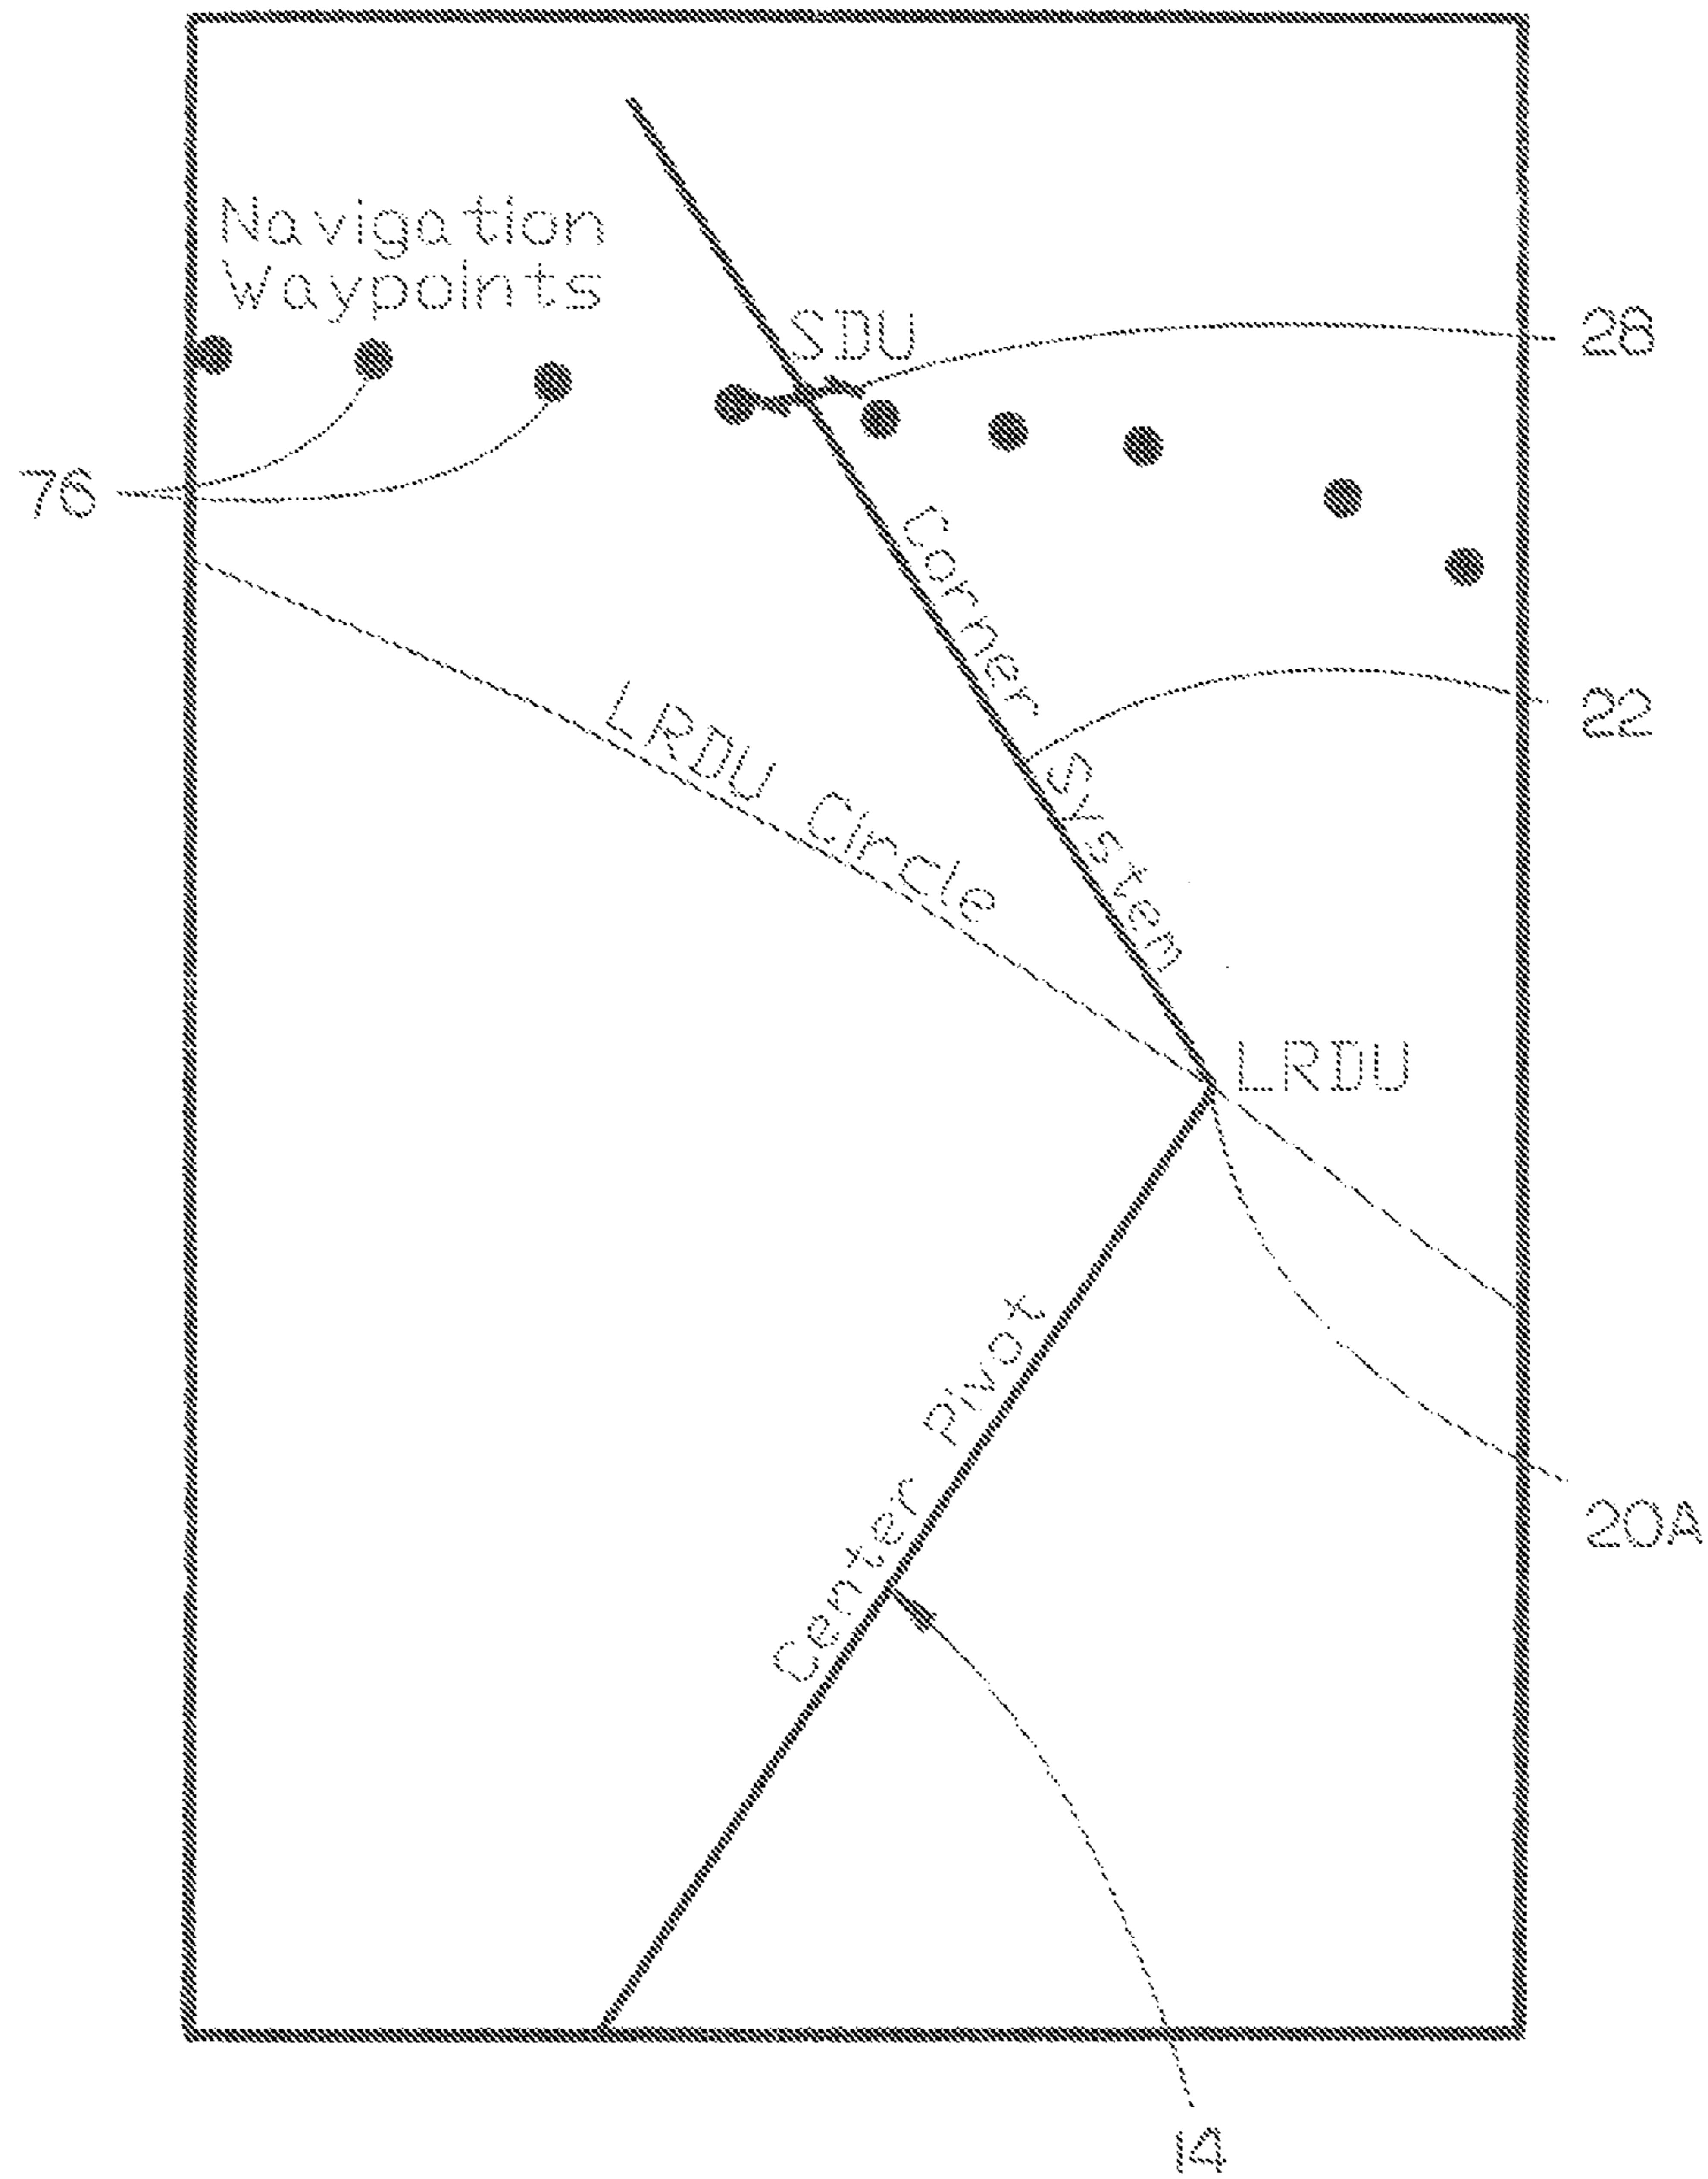 Navigation
Waypoints
SDU
28
76
Corner System
22
LRDU Circle
LRDU
Center Pivot
20A
14